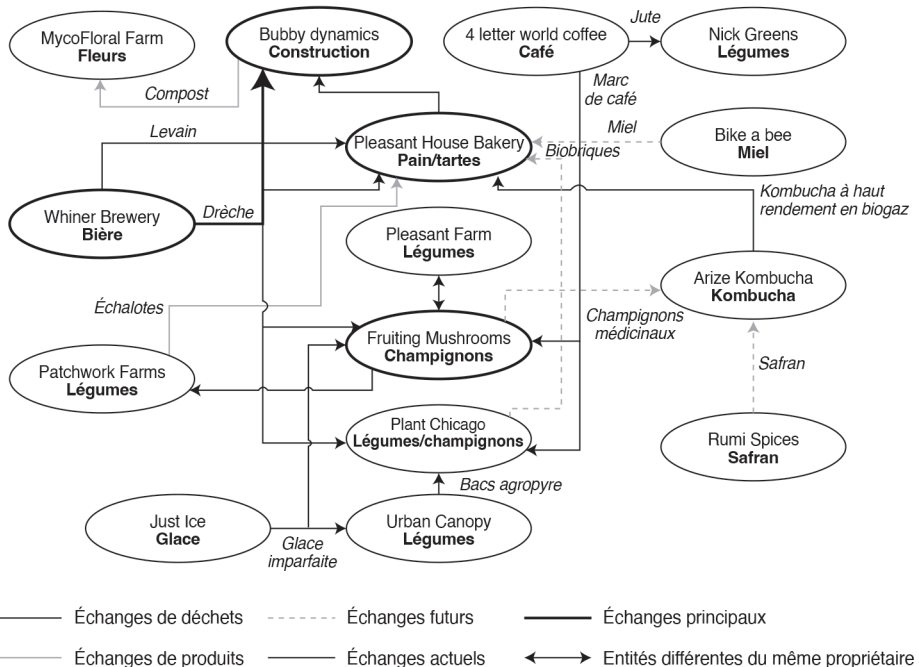 MycoFloral Farm
Fleurs
Bubby dynamics
Construction
4 letter world coffee
Café
Jute
Nick Greens
Légumes
Compost
Marc
de café
Levain
Miel
Pleasant House Bakery
Pain/tartes
Biobriques
Bike a bee
Miel
Whiner Brewery
Bière
Drèche
Kombucha à haut
rendement en biogaz
Pleasant Farm
Légumes
Arize Kombucha
Kombucha
Échalotes
Champignons
médicinaux
Fruiting Mushrooms
Champignons
Patchwork Farms
Légumes
Safran
Plant Chicago
Légumes/champignons
Rumi Spices
Safran
Bacs agropyre
Just Ice
Glace
Glace
imparfaite
Urban Canopy
Légumes
Échanges de déchets
Échanges futurs
Échanges principaux
Échanges de produits
Échanges actuels
Entités différentes du même propriétaire